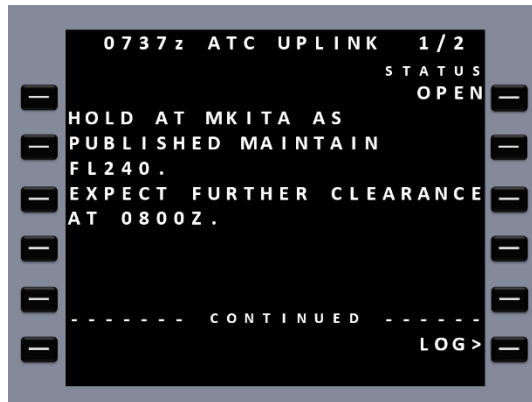 0737z ATC UPLINK 1/2
STATUS
OPEN
HOLD AT MKITA AS
PUBLISHED MAINTAIN
FL240.
EXPECT FURTHER CLEARANCE
AT 0800Z.
------- CONTINUED ------
LOG>